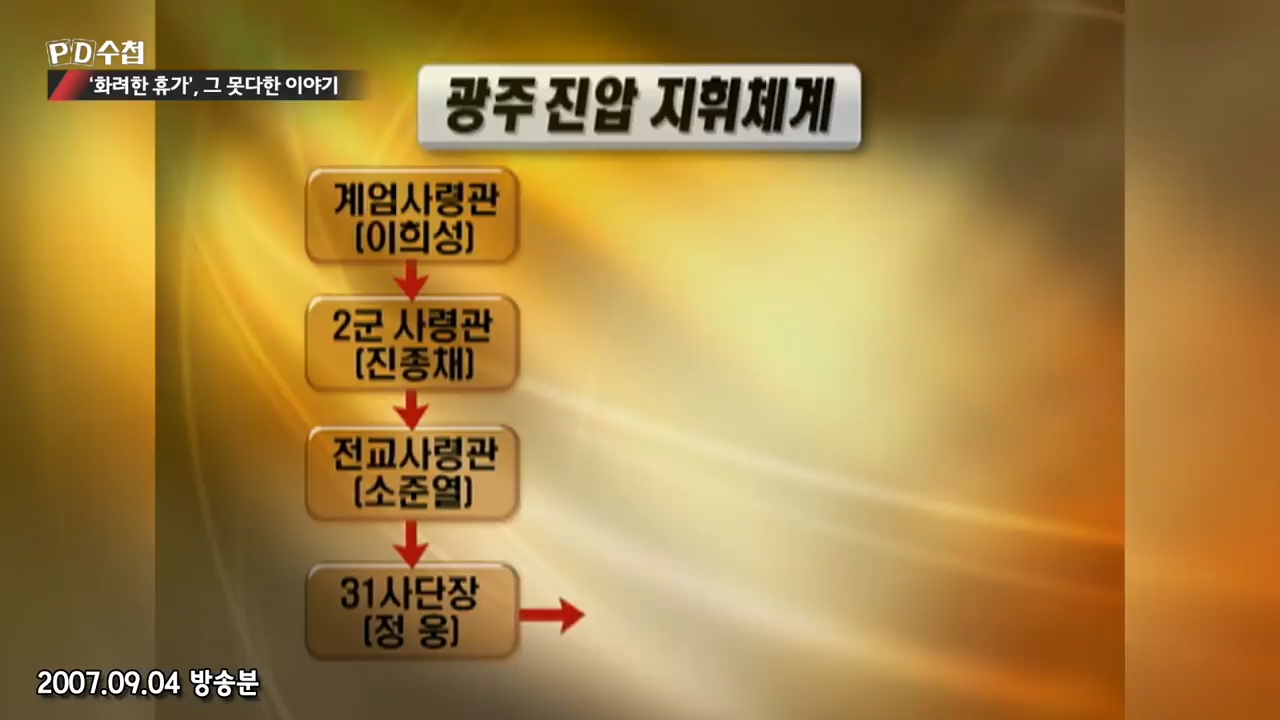 PD수첩
'화려한 휴가', 그 못다한 이야기
광주 진압 지휘체계
계엄사령관
(이희성)
2군 사령관
(진종채)
전교사령관
(소준열)
31사단장
(정 웅)
2007.09.04 방송분